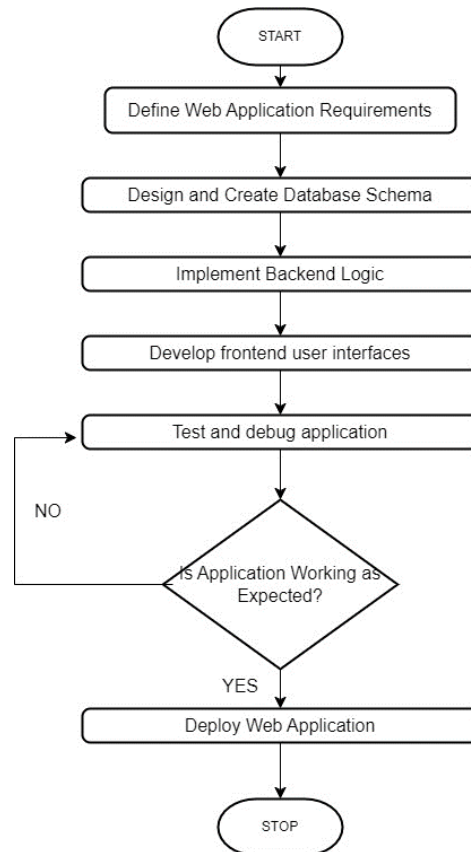 START
Define Web Application Requirements
Design and Create Database Schema
Implement Backend Logic
Develop frontend user interfaces
Test and debug application
NO
Is Application Working as
Expected?
YES
Deploy Web Application
STOP